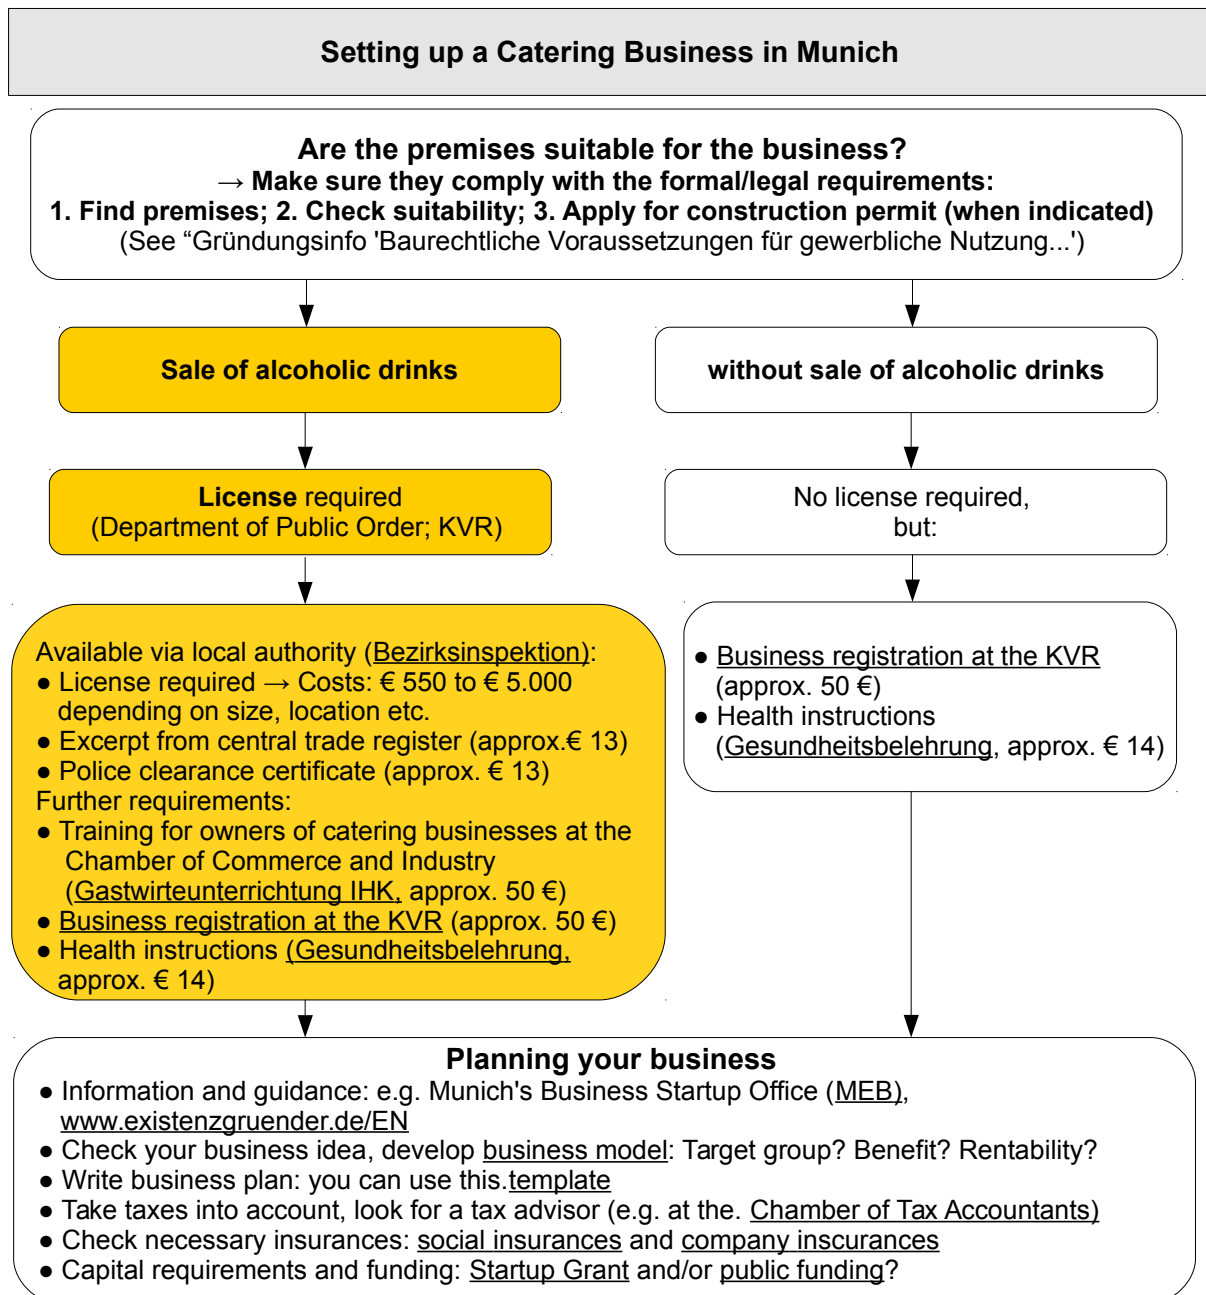 Setting up a Catering Business in Munich
Are the premises suitable for the business?
→ Make sure they comply with the formal/legal requirements:
1. Find premises; 2. Check suitability; 3. Apply for construction permit (when indicated)
(See “Gründungsinfo 'Baurechtliche Voraussetzungen für gewerbliche Nutzung...')
Sale of alcoholic drinks
License required
(Department of Public Order; KVR)
Available via local authority (Bezirksinspektion):
● License required → Costs: € 550 to € 5.000
depending on size, location etc.
● Excerpt from central trade register (approx.€ 13)
● Police clearance certificate (approx. € 13)
Further requirements:
● Training for owners of catering businesses at the
Chamber of Commerce and Industry
(Gastwirteunterrichtung IHK, approx. 50 €)
● Business registration at the KVR (approx. 50 €)
● Health instructions (Gesundheitsbelehrung,
approx. € 14)
without sale of alcoholic drinks
No license required,
but:
● Business registration at the KVR
(approx. 50 €)
● Health instructions
(Gesundheitsbelehrung, approx. € 14)
Planning your business
● Information and guidance: e.g. Munich's Business Startup Office (MEB),
www.existenzgruender.de/EN
● Check your business idea, develop business model: Target group? Benefit? Rentability?
● Write business plan: you can use this.template
● Take taxes into account, look for a tax advisor (e.g. at the. Chamber of Tax Accountants)
● Check necessary insurances: social insurances and company inscurances
● Capital requirements and funding: Startup Grant and/or public funding?